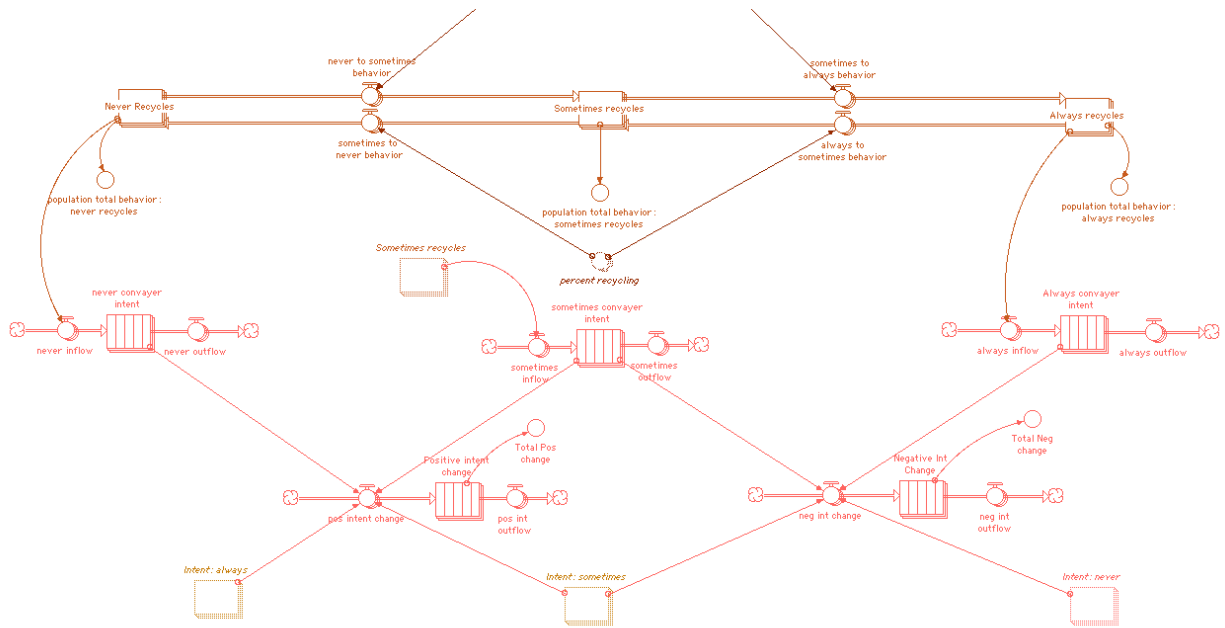 never to sometimes
behavior
sometimes to
always behavior
Never Recycles
Sometimes recycles
Always recycles
sometimes to
never behavior
always to
sometimes behavior
population total behavior :
never recycles
population total behavior :
sometimes recycles
population total behavior :
always recycles
Sometimes recycles
percent recycling
never convayer
intent
sometimes convayer
intent
Always convayer
intent
never inflow
never outflow
sometimes
inflow
sometimes
outflow
always inflow
always outflow
Total Pos
change
Total Neg
change
Positive intent
change
Negative Int
Change
pos intent change
pos int
outflow
neg int change
neg int
outflow
Intent: always
Intent: sometimes
Intent: never